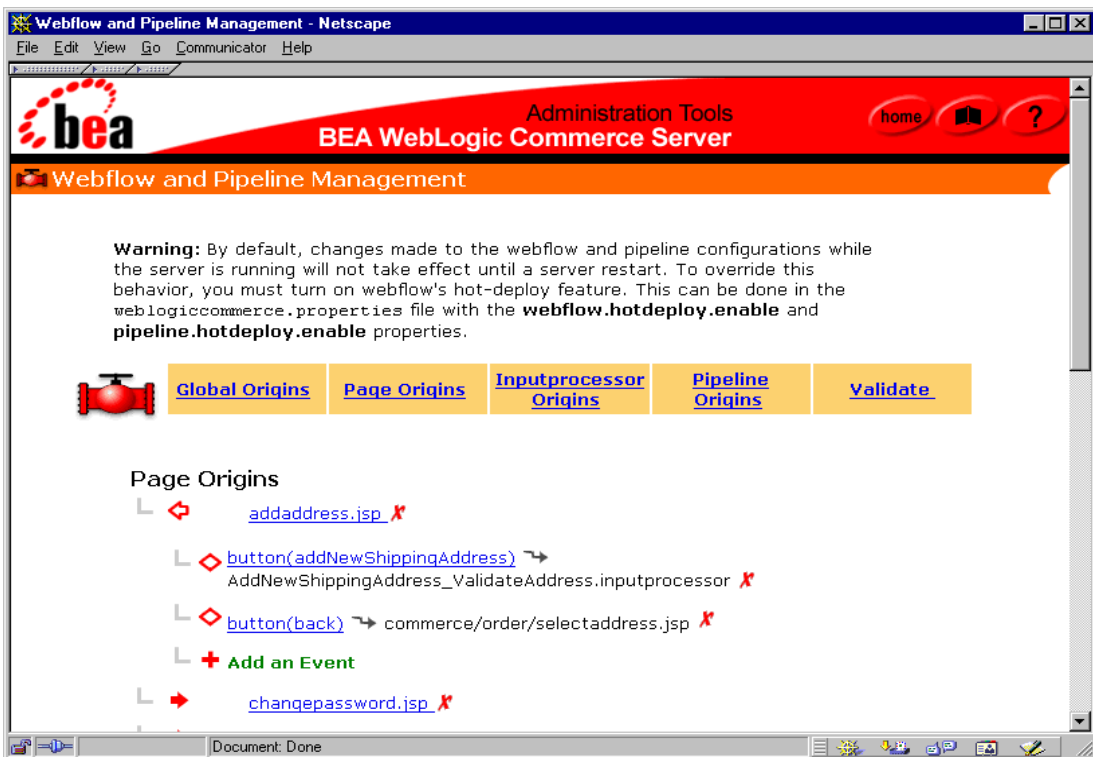 Webflow and Pipeline Management - Netscape
File Edit View Go Communicator Help
bea
Administration Tools
BEA WebLogic Commerce Server
home
?
Webflow and Pipeline Management
Warning: By default, changes made to the webflow and pipeline configurations while
the server is running will not take effect until a server restart. To override this
behavior, you must turn on webflow's hot-deploy feature. This can be done in the
weblogiccommerce.properties file with the webflow.hotdeploy.enable and
pipeline.hotdeploy.enable properties.
Global Origins
Page Origins
Inputprocessor
Origins
Pipeline
Origins
Validate
Page Origins
addaddress.jsp
button(addNewShippingAddress)
AddNewShippingAddress_ValidateAddress.inputprocessor
button(back) commerce/order/selectaddress.jsp
Add an Event
changepassword.jsp
Document: Done